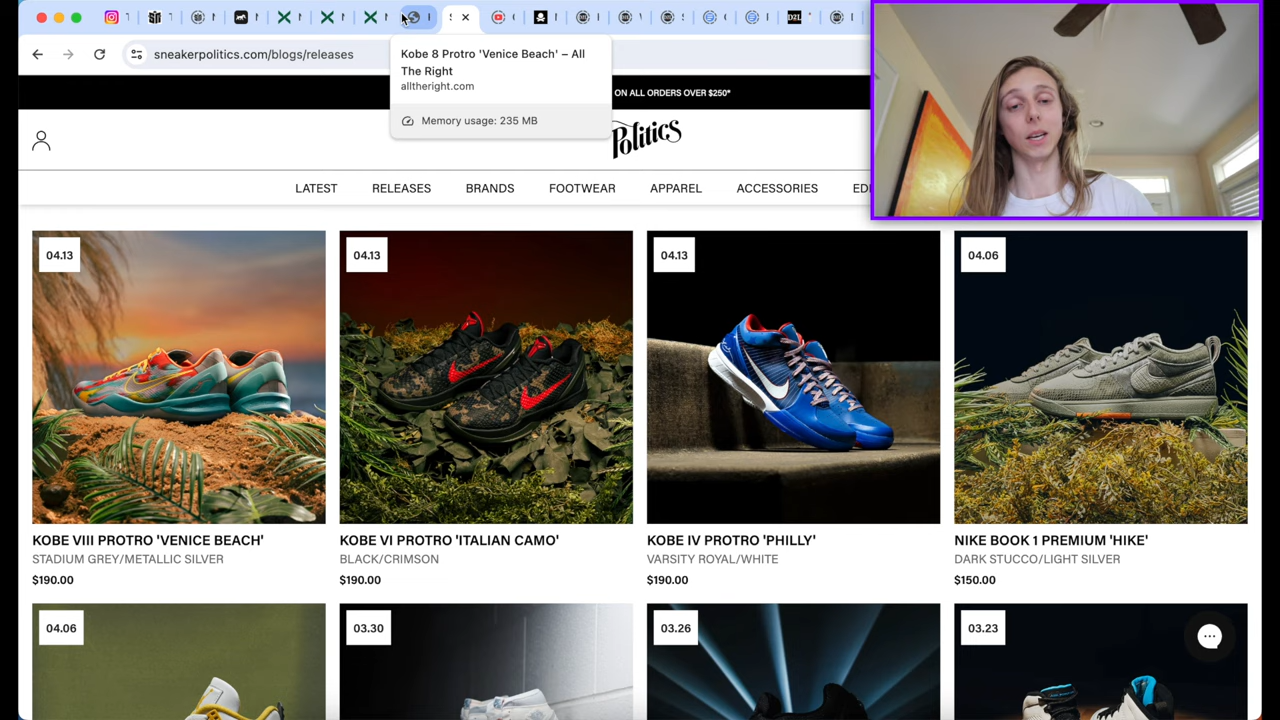 sneakerpolitics.com/blogs/releases
Kobe 8 Protro 'Venice Beach' – All
The Right
alltheright.com
Memory usage: 235 MB
ON ALL ORDERS OVER $250*
Politics
LATEST
RELEASES
BRANDS
FOOTWEAR
APPAREL
ACCESSORIES
04.13
04.13
04.13
04.06
KOBE VIII PROTRO 'VENICE BEACH'
STADIUM GREY/METALLIC SILVER
$190.00
KOBE VI PROTRO 'ITALIAN CAMO'
BLACK/CRIMSON
$190.00
KOBE IV PROTRO 'PHILLY'
VARSITY ROYAL/WHITE
$190.00
NIKE BOOK 1 PREMIUM 'HIKE'
DARK STUCCO/LIGHT SILVER
$150.00
04.06
03.30
03.26
03.23